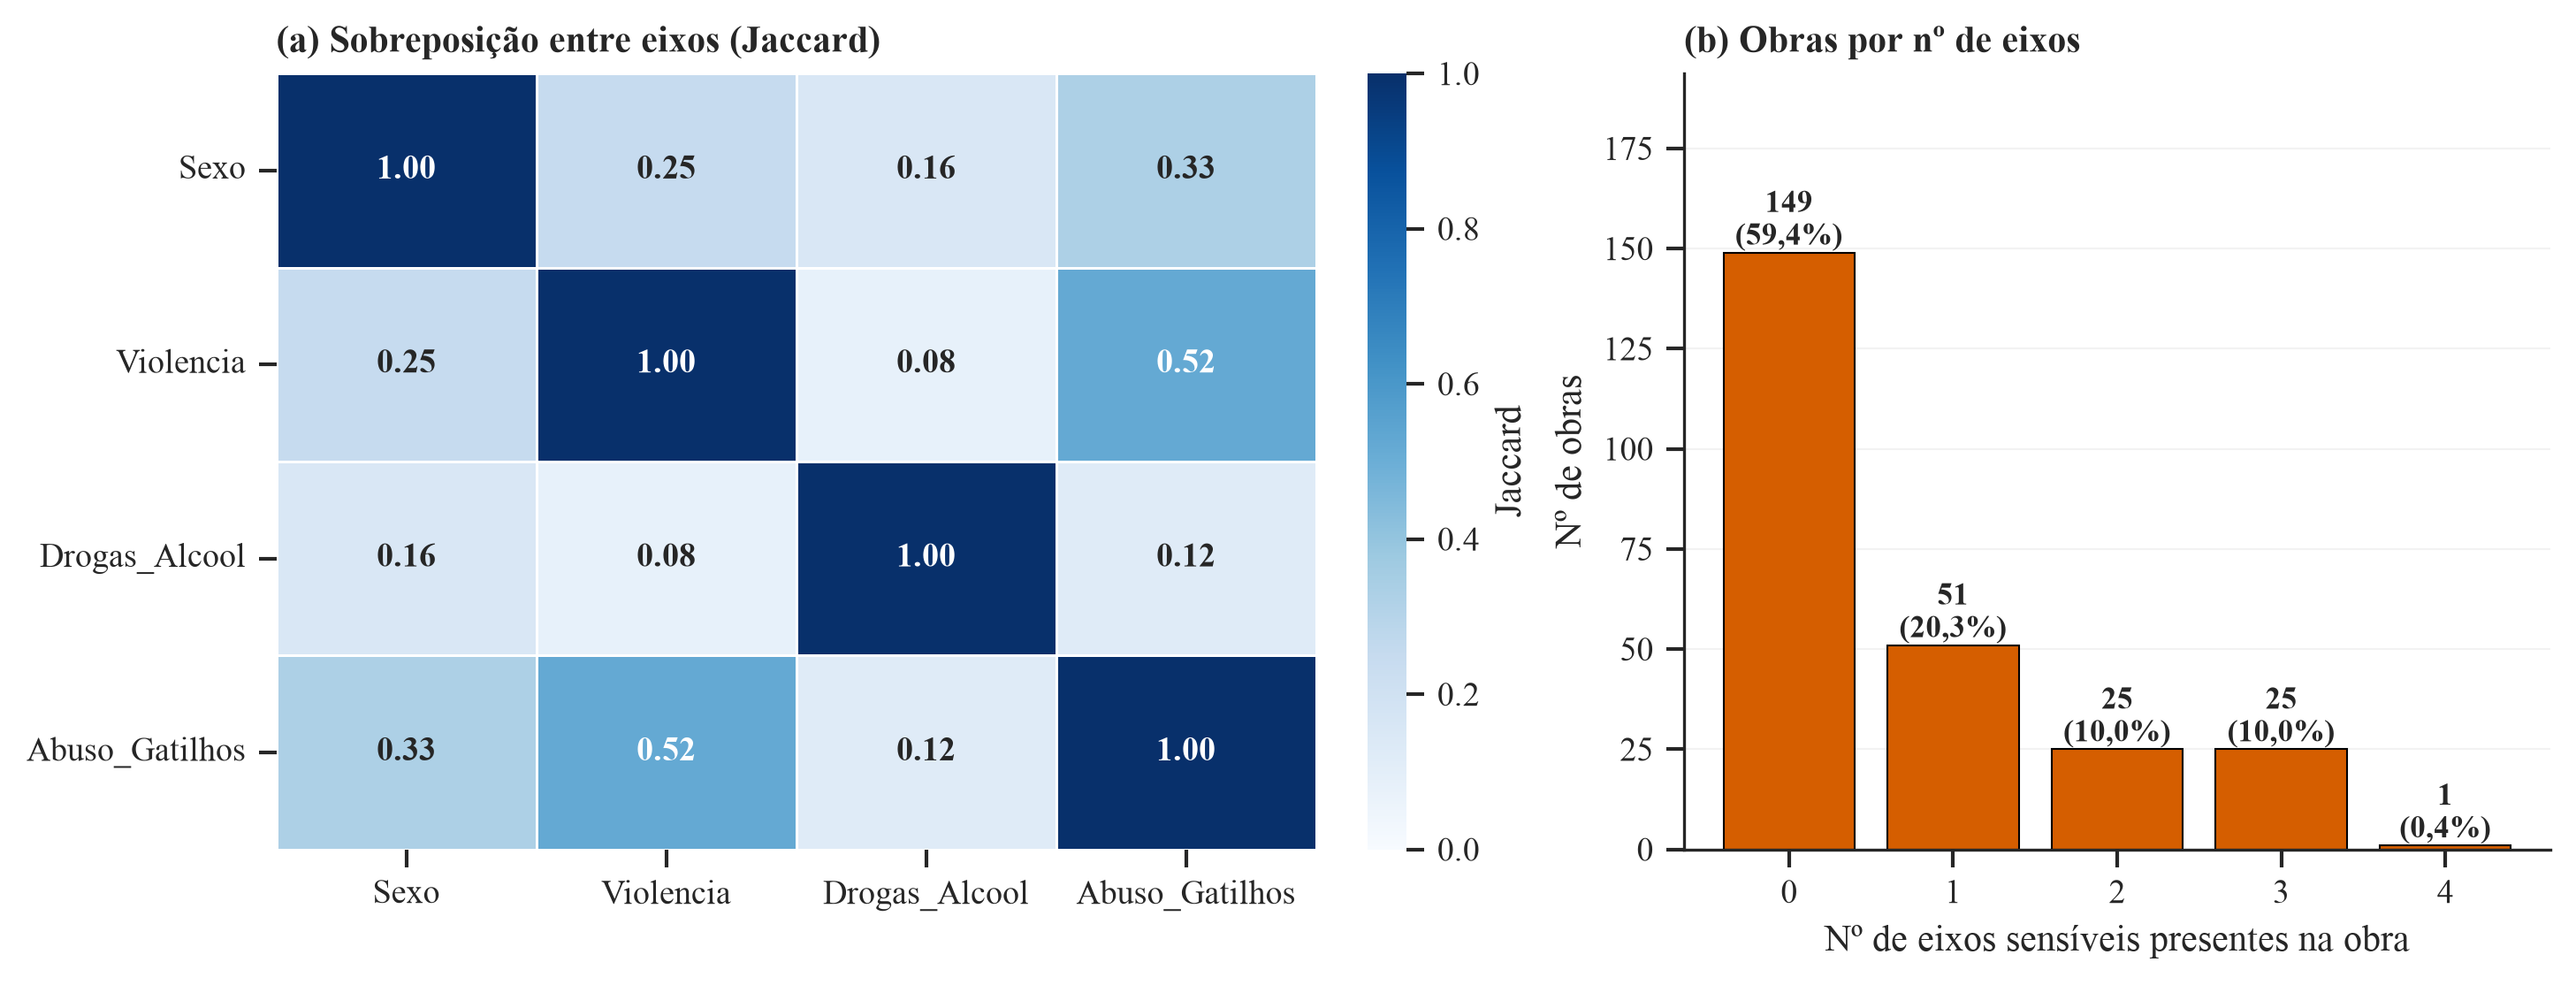 (a) Sobreposição entre eixos (Jaccard)
Sexo 1.00 0.25 0.16 0.33
Violencia 0.25 1.00 0.08 0.52
Drogas_Alcool 0.16 0.08 1.00 0.12
Abuso_Gatilhos 0.33 0.52 0.12 1.00
Sexo Violencia Drogas_Alcool Abuso_Gatilhos
1.0
0.8
0.6
0.4
0.2
0.0
Jaccard
(b) Obras por nº de eixos
Nº de obras
175
150
125
100
75
50
25
0
149
(59,4%)
51
(20,3%)
25
(10,0%)
25
(10,0%)
1
(0,4%)
0 1 2 3 4
Nº de eixos sensíveis presentes na obra